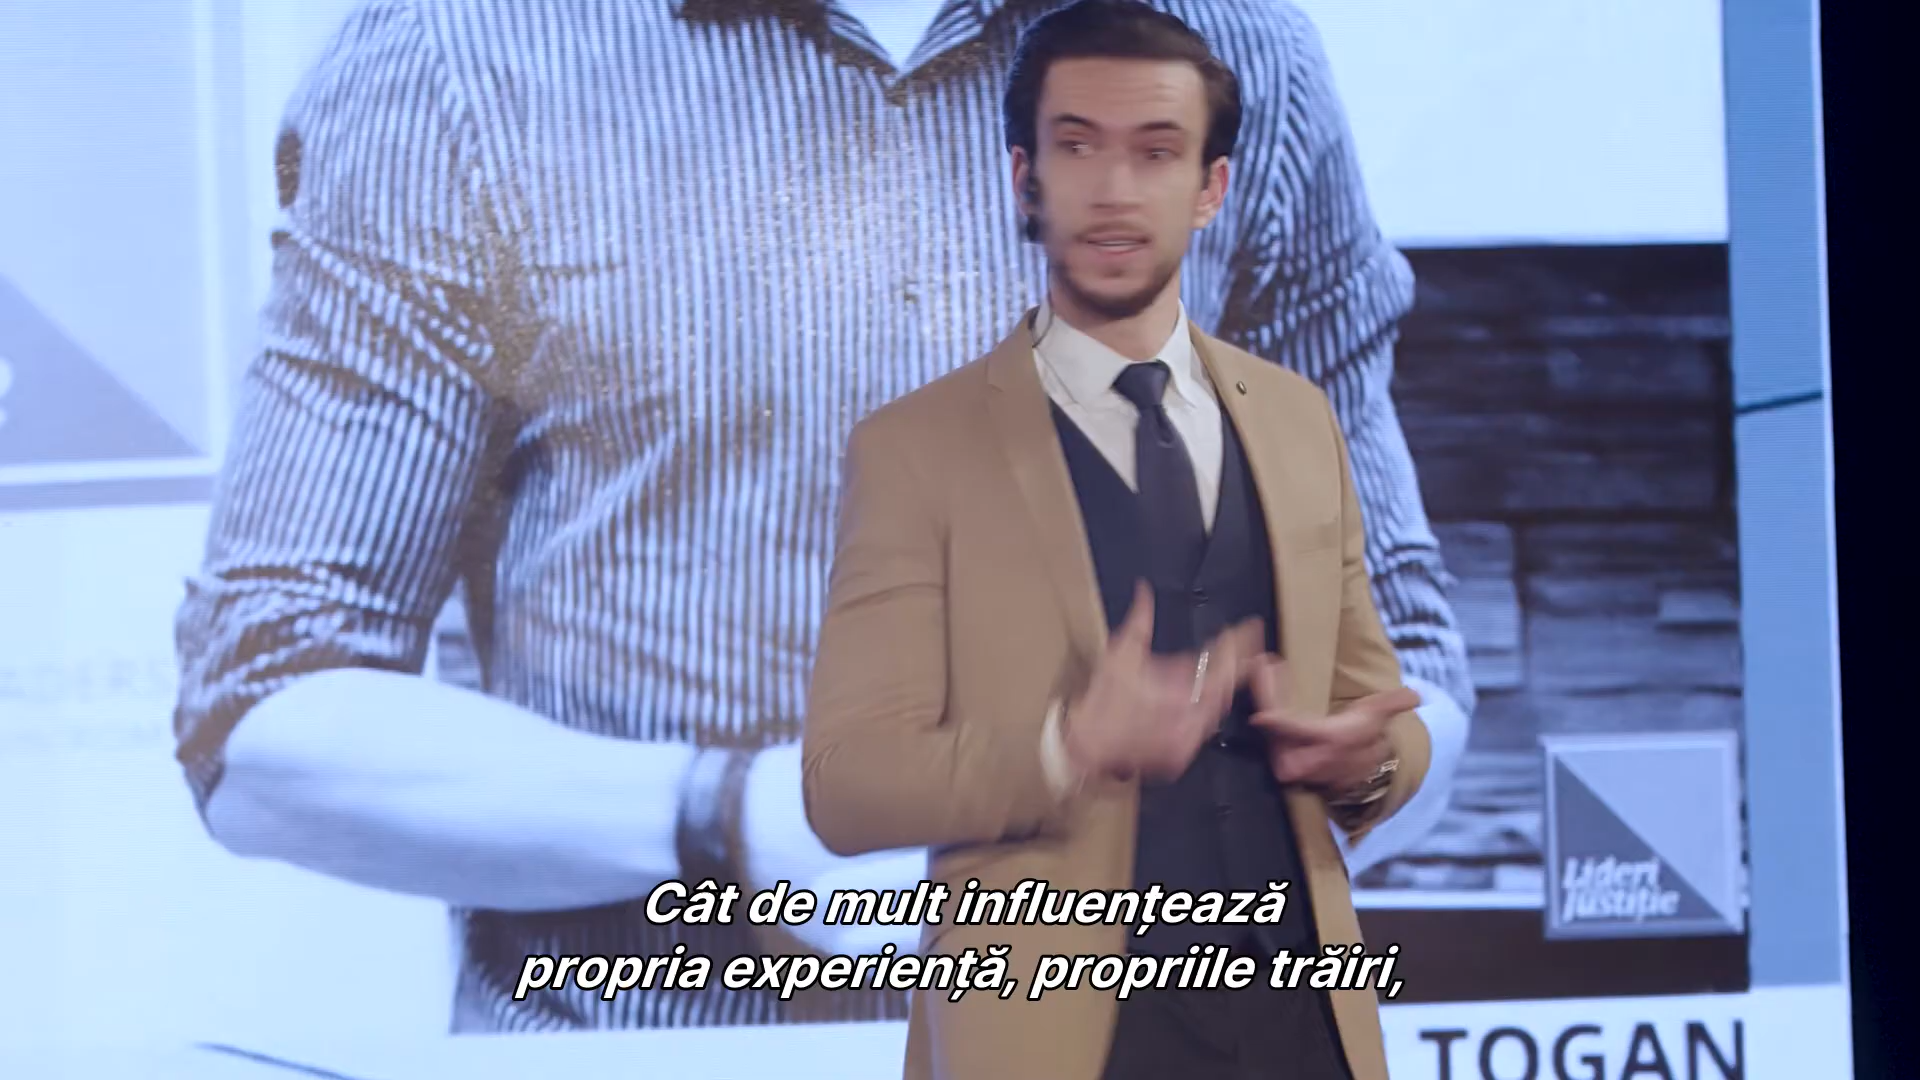 Lideri
Justiție
Cât de mult influențează
propria experiență, propriile trăiri,
TOGAN